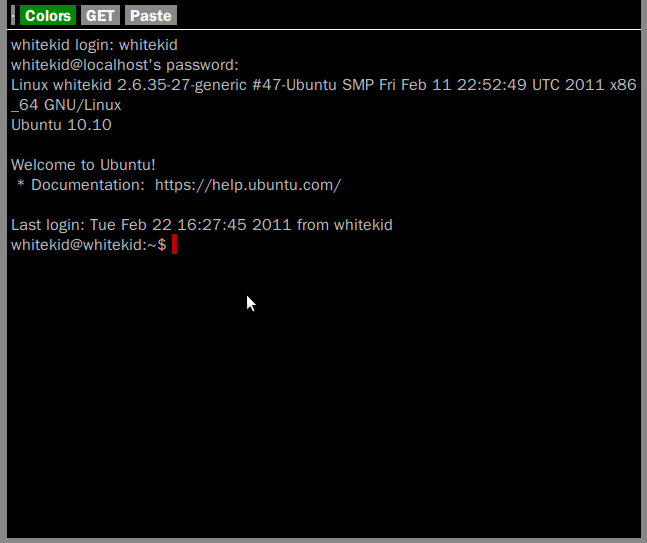 Colors GET Paste
whitekid login: whitekid
whitekid@localhost's password:
Linux whitekid 2.6.35-27-generic #47-Ubuntu SMP Fri Feb 11 22:52:49 UTC 2011 x86
_64 GNU/Linux
Ubuntu 10.10
Welcome to Ubuntu!
* Documentation:  https://help.ubuntu.com/
Last login: Tue Feb 22 16:27:45 2011 from whitekid
whitekid@whitekid:~$